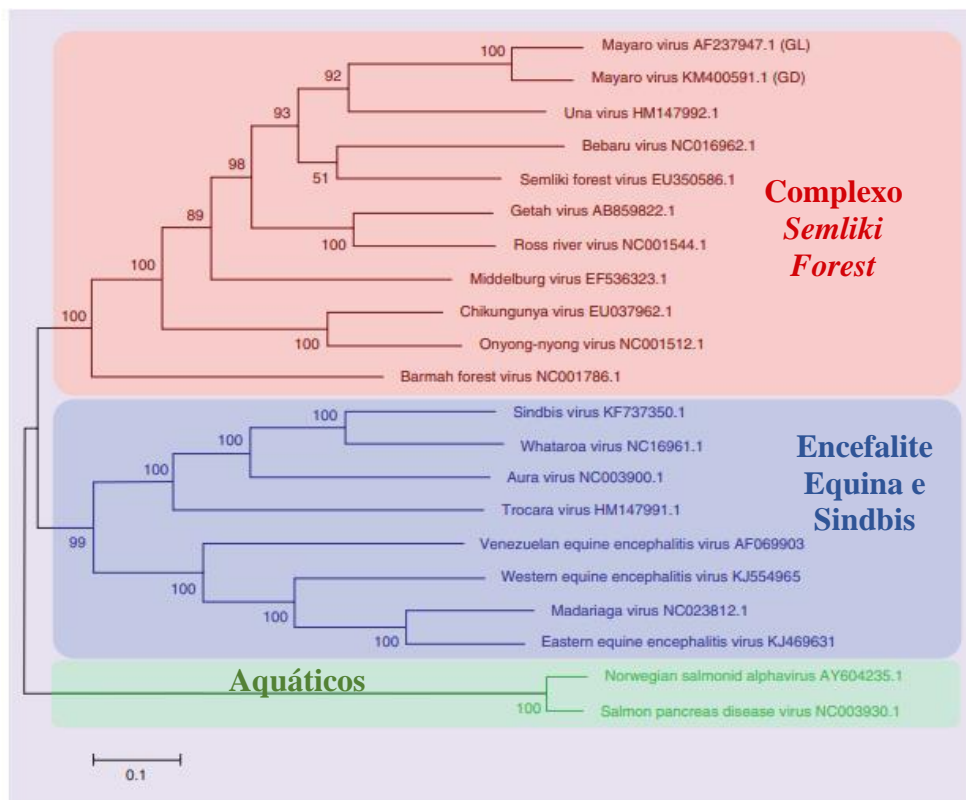 100
Mayaro virus AF237947.1 (GL)
Mayaro virus KM400591.1 (GD)
92
Una virus HM147992.1
93
Bebaru virus NC016962.1
51
Semliki forest virus EU350586.1
98
Getah virus AB859822.1
100
Ross river virus NC001544.1
89
Middelburg virus EF536323.1
100
Chikungunya virus EU037962.1
100
Onyong-nyong virus NC001512.1
100
Barmah forest virus NC001786.1
Complexo
Semliki
Forest
100
Sindbis virus KF737350.1
Whataroa virus NC16961.1
100
Aura virus NC003900.1
100
Trocara virus HM147991.1
99
Venezuelan equine encephalitis virus AF069903
100
Western equine encephalitis virus KJ554965
100
Madariaga virus NC023812.1
100
Eastern equine encephalitis virus KJ469631
Encefalite
Equina e
Sindbis
Aquáticos
Norwegian salmonid alphavirus AY604235.1
100
Salmon pancreas disease virus NC003930.1
0.1